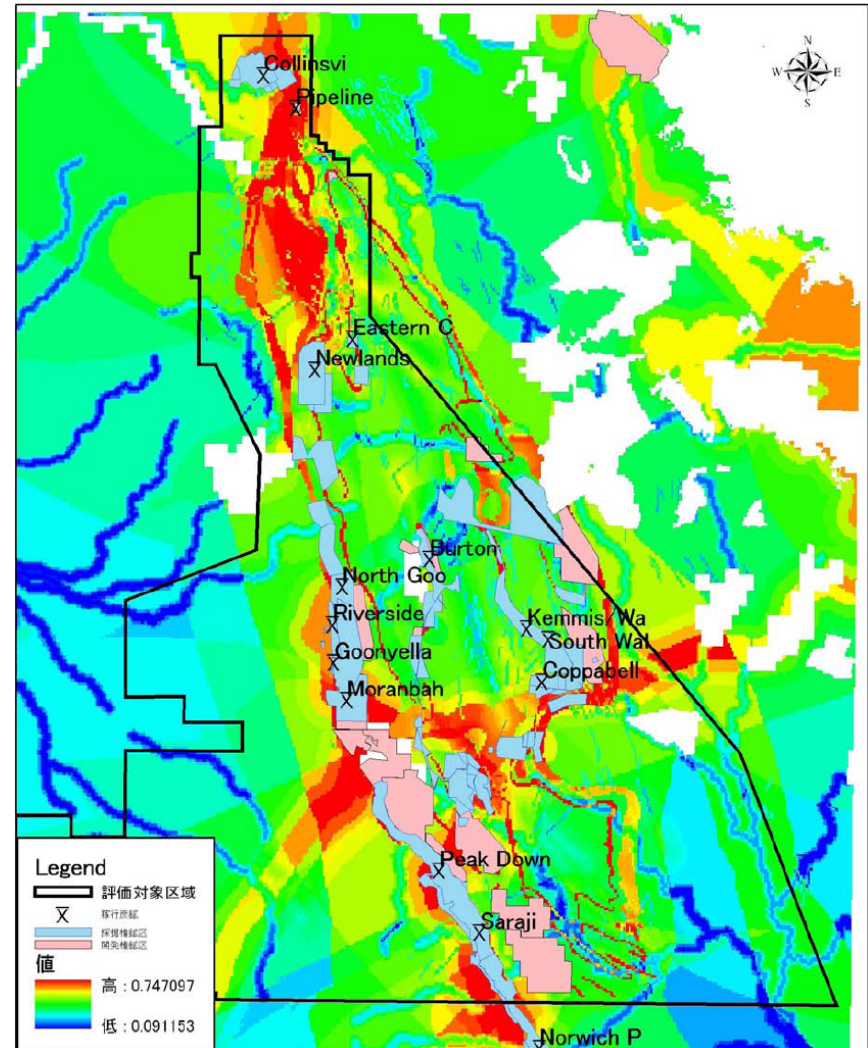 N
W E
S
Collinsvi
Pipeline
Eastern C
Newlands
Burton
North Goo
Riverside
Kemmis/Wa
South Wal
Goonyella
Coppabell
Moranbah
Peak Down
Saraji
Norwich P
Legend
評価対象区域
稼行炭鉱
採掘権鉱区
開発権鉱区
値
高 : 0.747097
低 : 0.091153